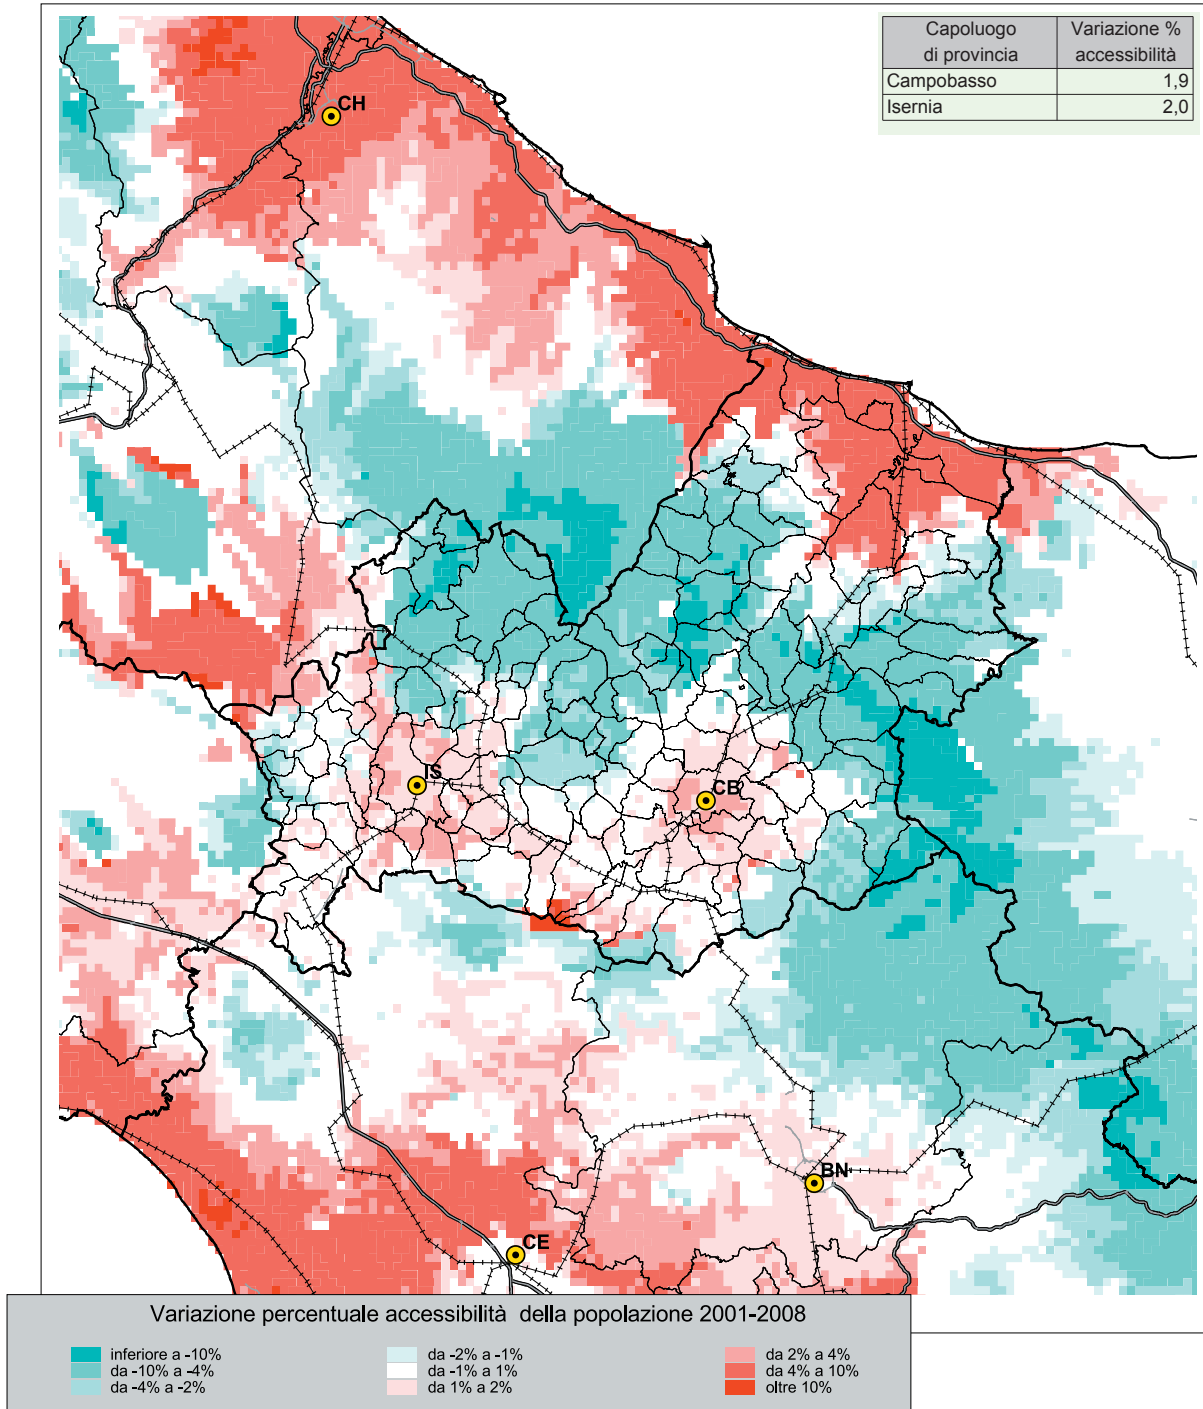 Capoluogo di provincia Variazione % accessibilità
Campobasso 1,9
Isernia 2,0
CH
IS
CB
BN
CE
Variazione percentuale accessibilità della popolazione 2001-2008
inferiore a -10%
da -10% a -4%
da -4% a -2%
da -2% a -1%
da -1% a 1%
da 1% a 2%
da 2% a 4%
da 4% a 10%
oltre 10%